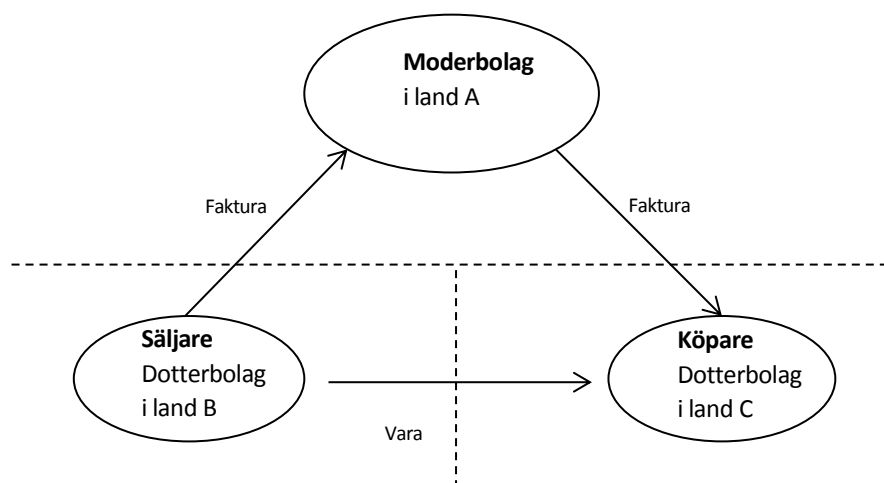 Moderbolag
i land A
Faktura
Faktura
Säljare
Dotterbolag
i land B
Köpare
Dotterbolag
i land C
Vara